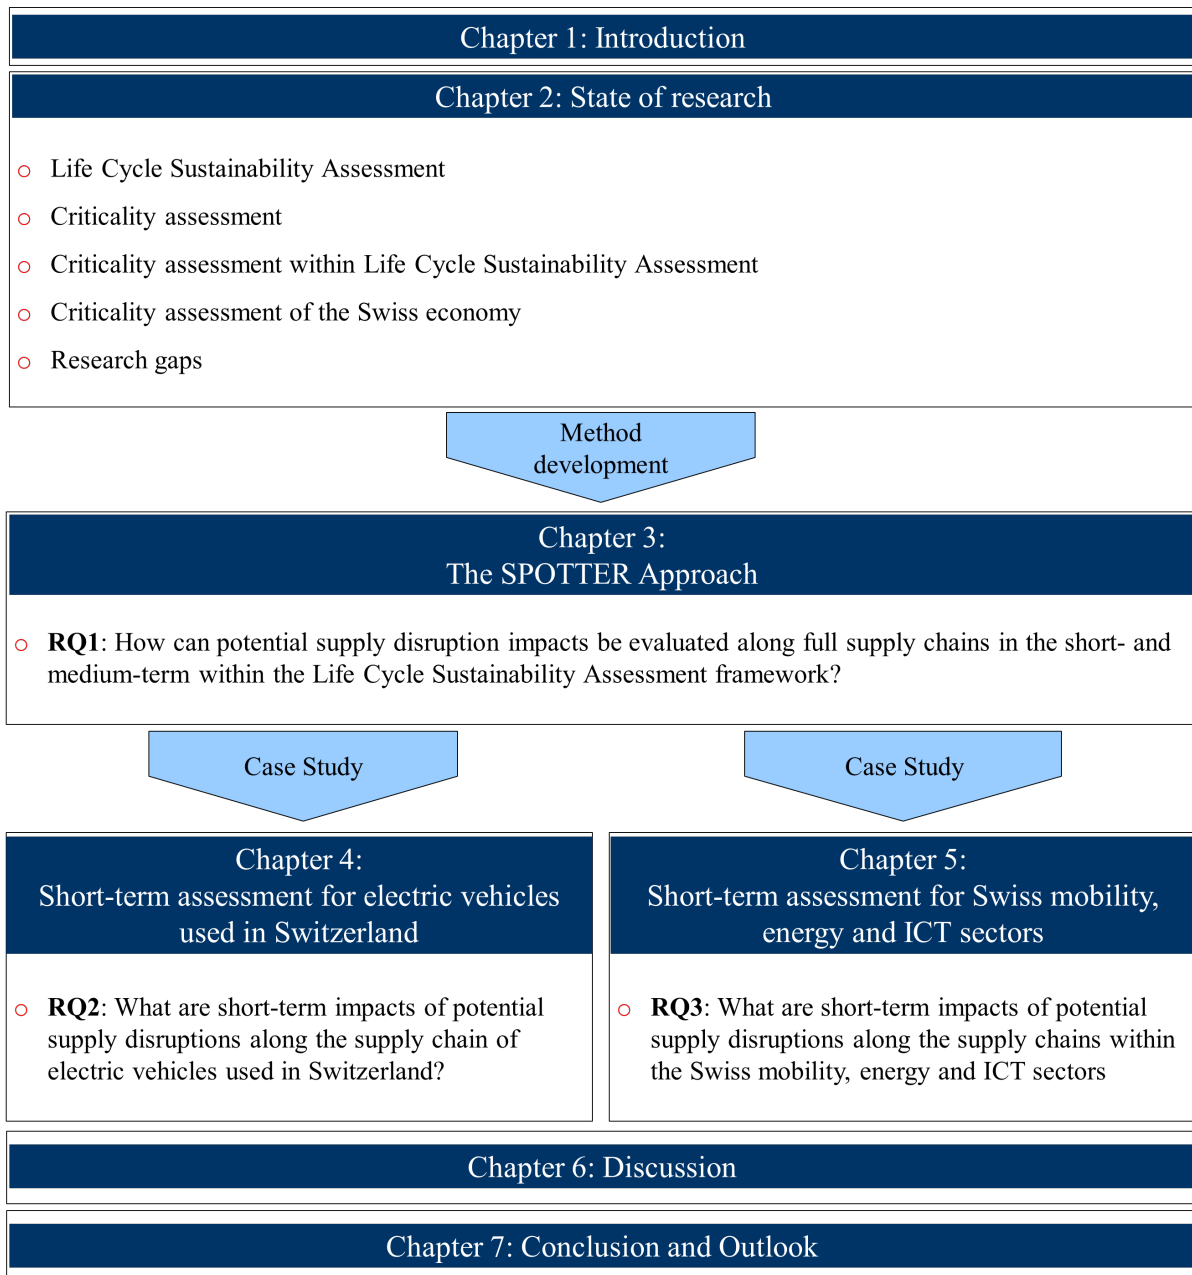 Chapter 1: Introduction
Chapter 2: State of research
Life Cycle Sustainability Assessment
Criticality assessment
Criticality assessment within Life Cycle Sustainability Assessment
Criticality assessment of the Swiss economy
Research gaps
Method
development
Chapter 3:
The SPOTTER Approach
RQ1: How can potential supply disruption impacts be evaluated along full supply chains in the short- and
medium-term within the Life Cycle Sustainability Assessment framework?
Case Study
Case Study
Chapter 4:
Short-term assessment for electric vehicles
used in Switzerland
RQ2: What are short-term impacts of potential
supply disruptions along the supply chain of
electric vehicles used in Switzerland?
Chapter 5:
Short-term assessment for Swiss mobility,
energy and ICT sectors
RQ3: What are short-term impacts of potential
supply disruptions along the supply chains within
the Swiss mobility, energy and ICT sectors
Chapter 6: Discussion
Chapter 7: Conclusion and Outlook